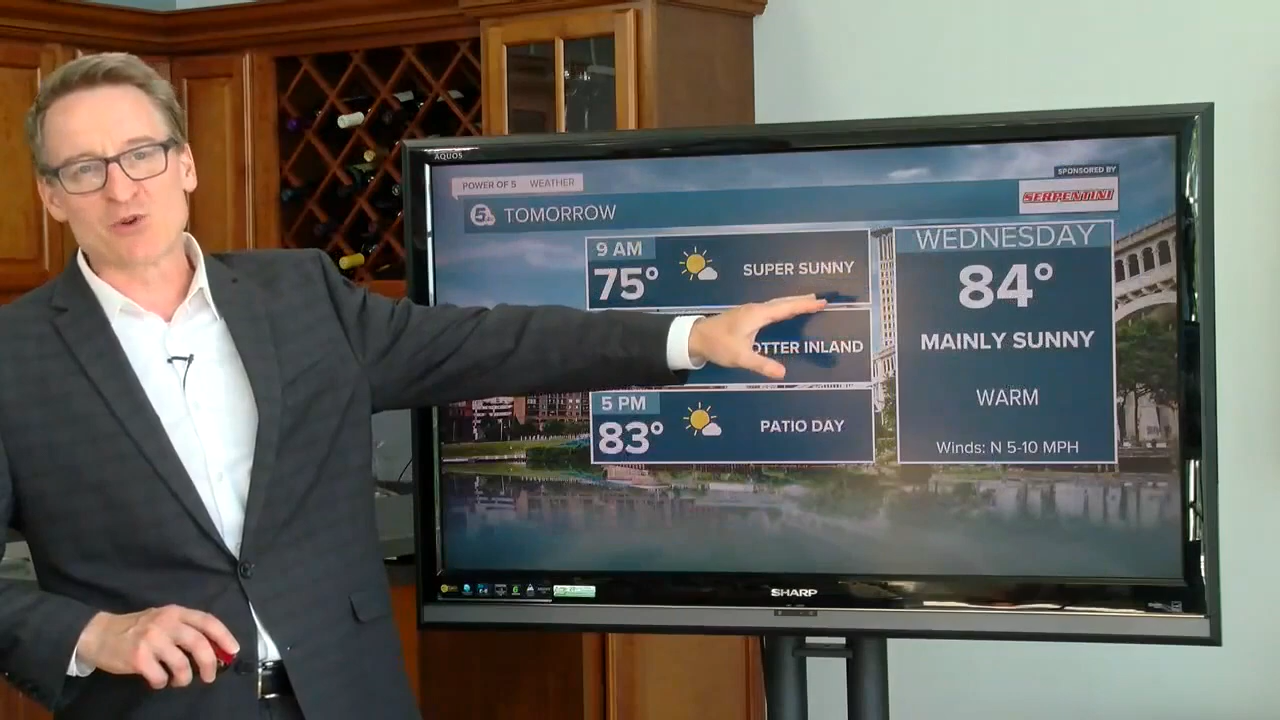 AQUOS
POWER OF 5 WEATHER
SPONSORED BY
SERPENTINI
5 TOMORROW
9 AM
75°
SUPER SUNNY
OTTER INLAND
5 PM
83°
PATIO DAY
WEDNESDAY
84°
MAINLY SUNNY
WARM
Winds: N 5-10 MPH
SHARP